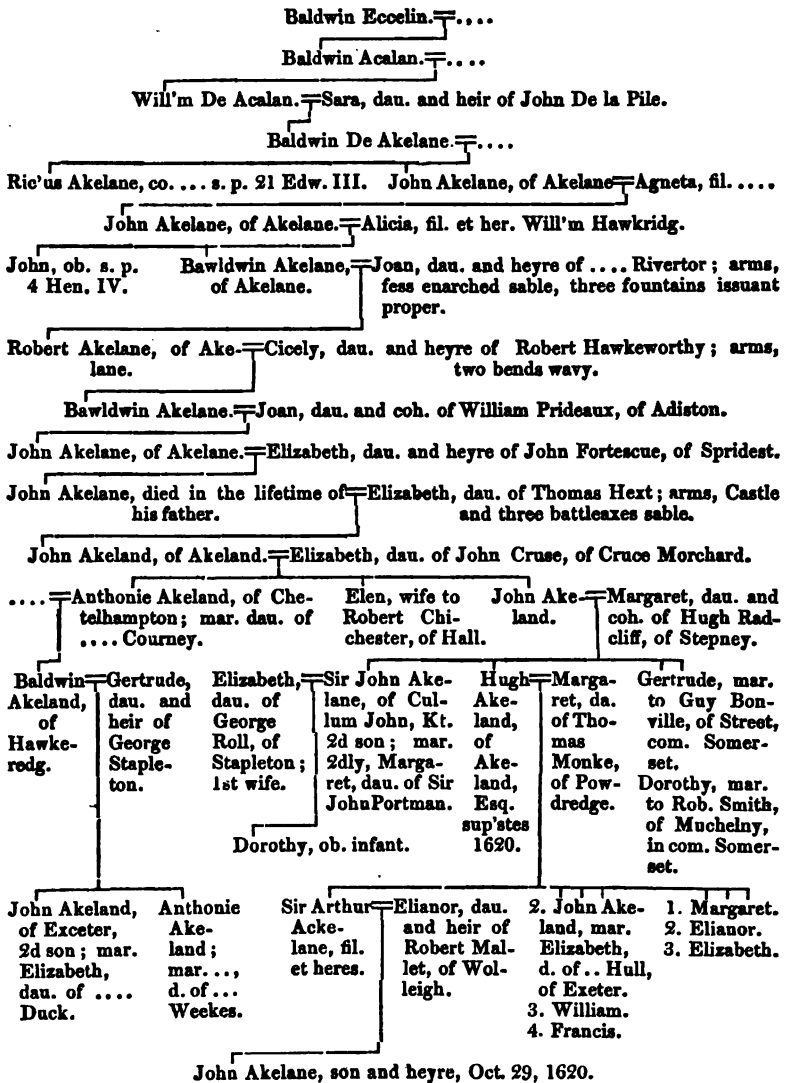 Baldwin Eccelin. ....
Baldwin Acalan. ....
Will'm De Acalan. Sara, dau. and heir of John De la Pile.
Baldwin De Akelane. ....
Ric'us Akelane, co. .... s. p. 21 Edw. III. John Akelane, of Akelane Agneta, fil. .....
John Akelane, of Akelane. Alicia, fil. et her. Will'm Hawkridg.
John, ob. s. p.
4 Hen. IV.
Bawldwin Akelane,
of Akelane.
Joan, dau. and heyre of .... Rivertor; arms,
fess enarched sable, three fountains issuant
proper.
Robert Akelane, of Ake-
lane.
Cicely, dau. and heyre of Robert Hawkeworthy; arms,
two bends wavy.
Bawldwin Akelane. Joan, dau. and coh. of William Prideaux, of Adiston.
John Akelane, of Akelane. Elizabeth, dau. and heyre of John Fortescue, of Spridest.
John Akelane, died in the lifetime of
his father.
Elizabeth, dau. of Thomas Hext; arms, Castle
and three battleaxes sable.
John Akeland, of Akeland. Elizabeth, dau. of John Cruse, of Cruce Morchard.
....
Anthonie Akeland, of Che-
telhampton; mar. dau. of
.... Courney.
Elen, wife to
Robert Chi-
chester, of Hall.
John Ake-
land.
Margaret, dau. and
coh. of Hugh Rad-
cliff, of Stepney.
Baldwin
Akeland,
of
Hawke-
redg.
Gertrude,
dau. and
heir of
George
Staple-
ton.
Elizabeth,
dau. of
George
Roll, of
Stapleton;
1st wife.
Sir John Ake-
lane, of Cul-
lum John, Kt.
2d son; mar.
2dly, Marga-
ret, dau. of Sir
John Portman.
Hugh
Ake-
land,
of
Ake-
land,
Esq.
sup'stes
1620.
Marga-
ret, da.
of Tho-
mas
Monke,
of Pow-
dredge.
Gertrude, mar.
to Guy Bon-
ville, of Street,
com. Somer-
set.
Dorothy, mar.
to Rob. Smith,
of Muchelny,
in com. Somer-
set.
Dorothy, ob. infant.
John Akeland,
of Exceter,
2d son; mar.
Elizabeth,
dau. of ....
Duck.
Anthonie
Ake-
land;
mar...,
d. of ...
Weekes.
Sir Arthur
Acke-
lane, fil.
et heres.
Elianor, dau.
and heir of
Robert Mal-
let, of Wol-
leigh.
2. John Ake-
land, mar.
Elizabeth,
d. of .. Hull,
of Exeter.
3. William.
4. Francis.
1. Margaret.
2. Elianor.
3. Elizabeth.
John Akelane, son and heyre, Oct. 29, 1620.